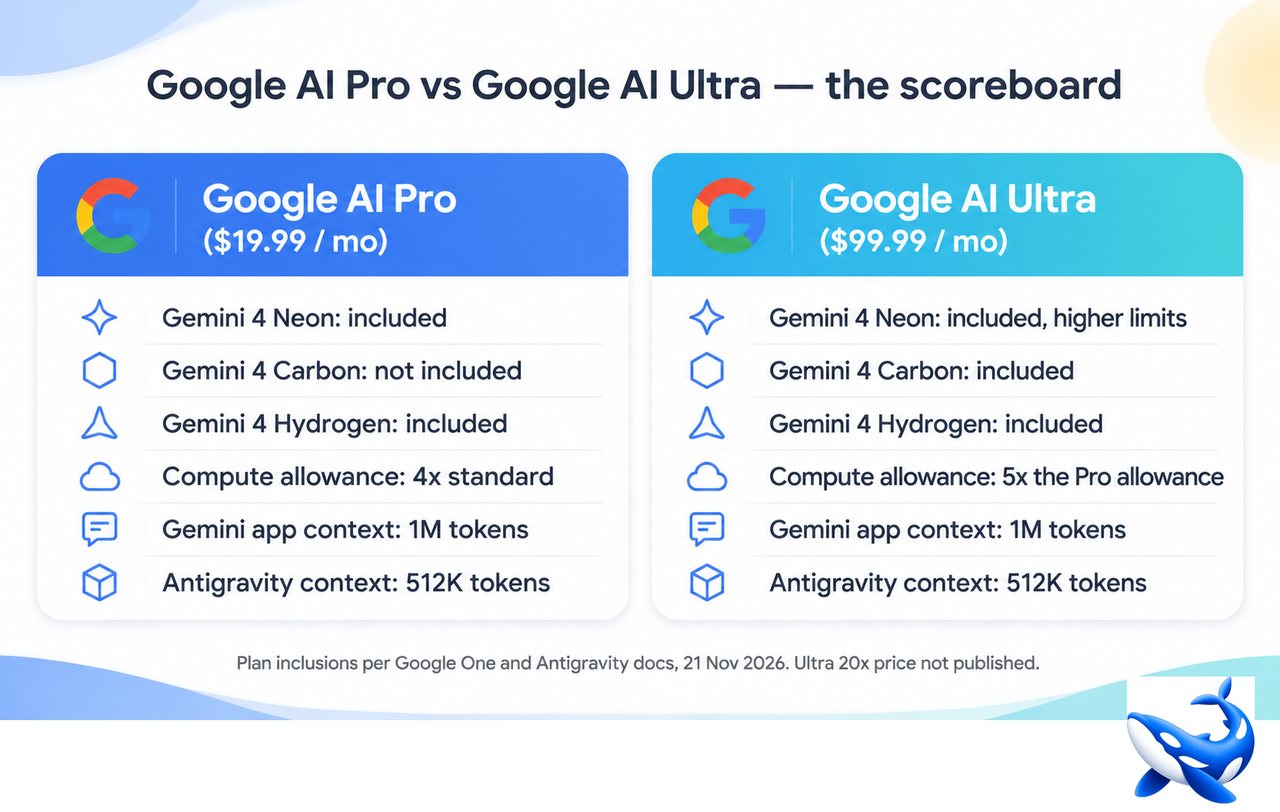 Google AI Pro vs Google AI Ultra — the scoreboard
Google AI Pro
($19.99 / mo)
Gemini 4 Neon: included
Gemini 4 Carbon: not included
Gemini 4 Hydrogen: included
Compute allowance: 4x standard
Gemini app context: 1M tokens
Antigravity context: 512K tokens
Google AI Ultra
($99.99 / mo)
Gemini 4 Neon: included, higher limits
Gemini 4 Carbon: included
Gemini 4 Hydrogen: included
Compute allowance: 5x the Pro allowance
Gemini app context: 1M tokens
Antigravity context: 512K tokens
Plan inclusions per Google One and Antigravity docs, 21 Nov 2026. Ultra 20x price not published.